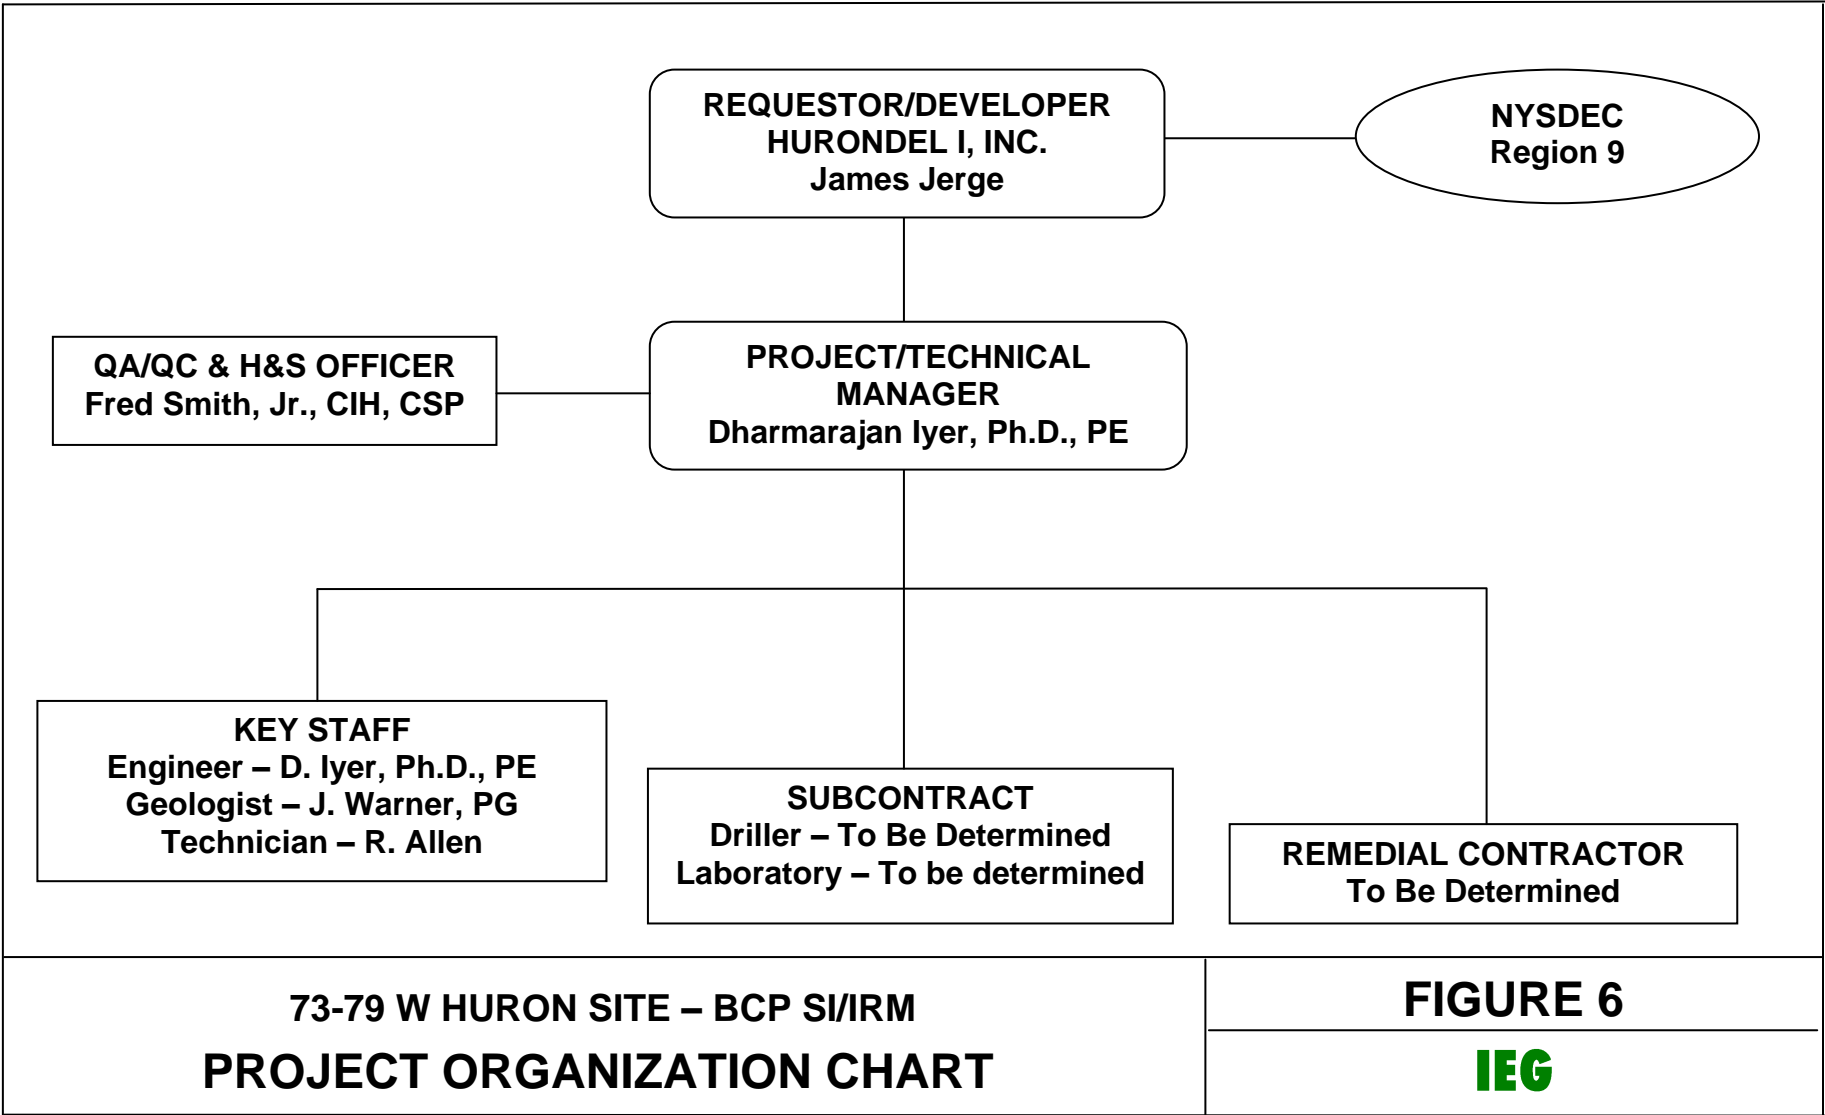 REQUESTOR/DEVELOPER
HURONDEL I, INC.
James Jerge
NYSDEC
Region 9
QA/QC & H&S OFFICER
Fred Smith, Jr., CIH, CSP
PROJECT/TECHNICAL
MANAGER
Dharmarajan Iyer, Ph.D., PE
KEY STAFF
Engineer – D. Iyer, Ph.D., PE
Geologist – J. Warner, PG
Technician – R. Allen
SUBCONTRACT
Driller – To Be Determined
Laboratory – To be determined
REMEDIAL CONTRACTOR
To Be Determined
73-79 W HURON SITE – BCP SI/IRM
PROJECT ORGANIZATION CHART
FIGURE 6
IEG